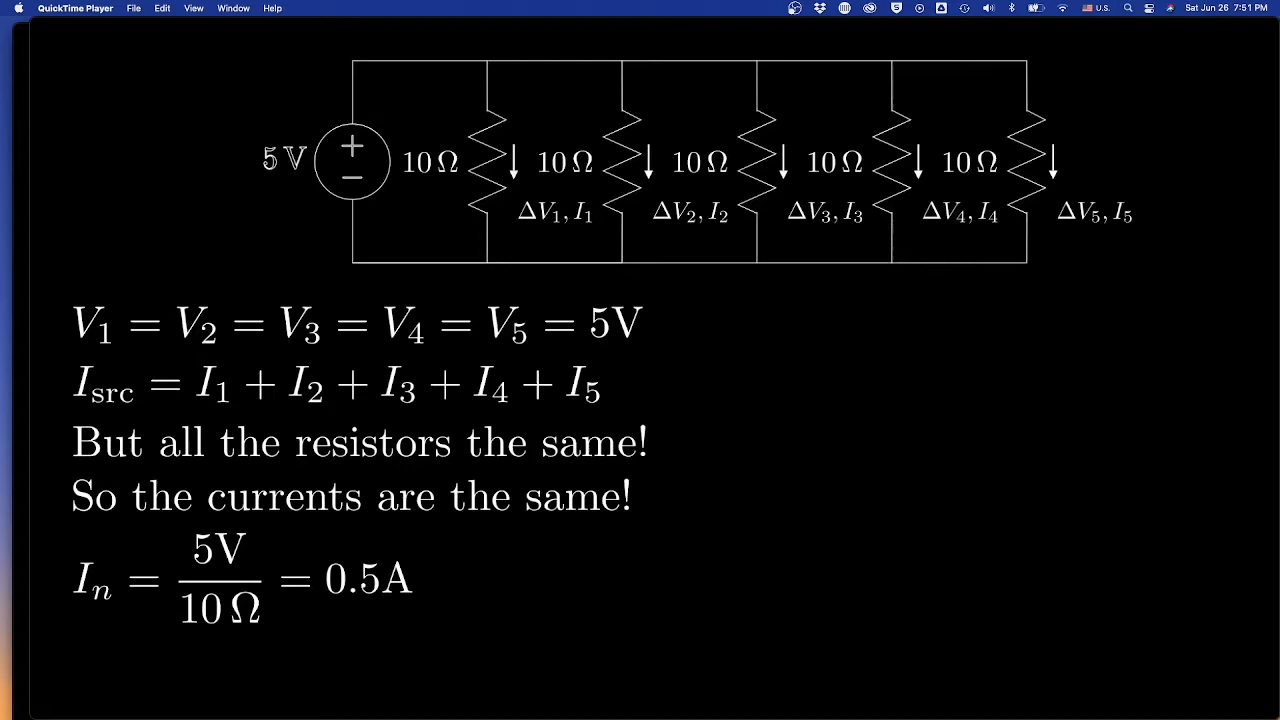 QuickTime Player File Edit View Window Help U.S. Sat Jun 26 7:51 PM
5 V 10 Ω 10 Ω 10 Ω 10 Ω 10 Ω
+
−
ΔV₁, I₁ ΔV₂, I₂ ΔV₃, I₃ ΔV₄, I₄ ΔV₅, I₅
V₁ = V₂ = V₃ = V₄ = V₅ = 5V
I_src = I₁ + I₂ + I₃ + I₄ + I₅
But all the resistors the same!
So the currents are the same!
Iₙ = 5V / 10 Ω = 0.5A